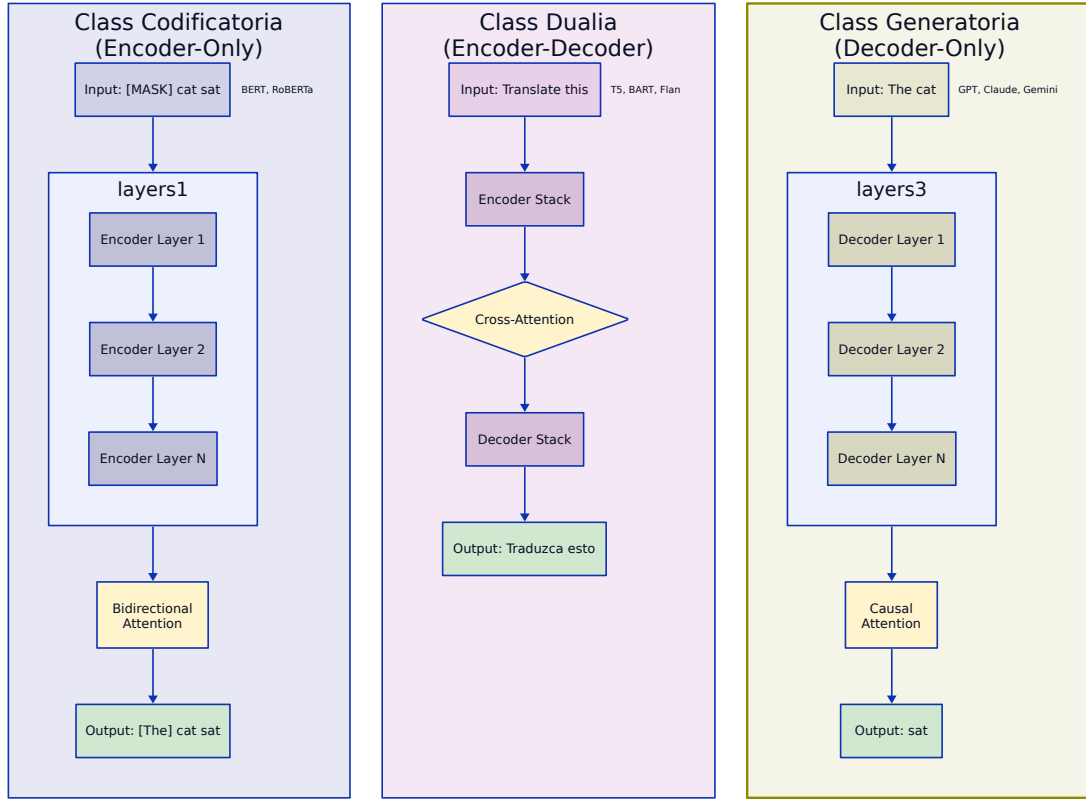 Class Codificatoria
(Encoder-Only)
Input: [MASK] cat sat
BERT, RoBERTa
layers1
Encoder Layer 1
Encoder Layer 2
Encoder Layer N
Bidirectional
Attention
Output: [The] cat sat
Class Dualia
(Encoder-Decoder)
Input: Translate this
T5, BART, Flan
Encoder Stack
Cross-Attention
Decoder Stack
Output: Traduzca esto
Class Generatoria
(Decoder-Only)
Input: The cat
GPT, Claude, Gemini
layers3
Decoder Layer 1
Decoder Layer 2
Decoder Layer N
Causal
Attention
Output: sat